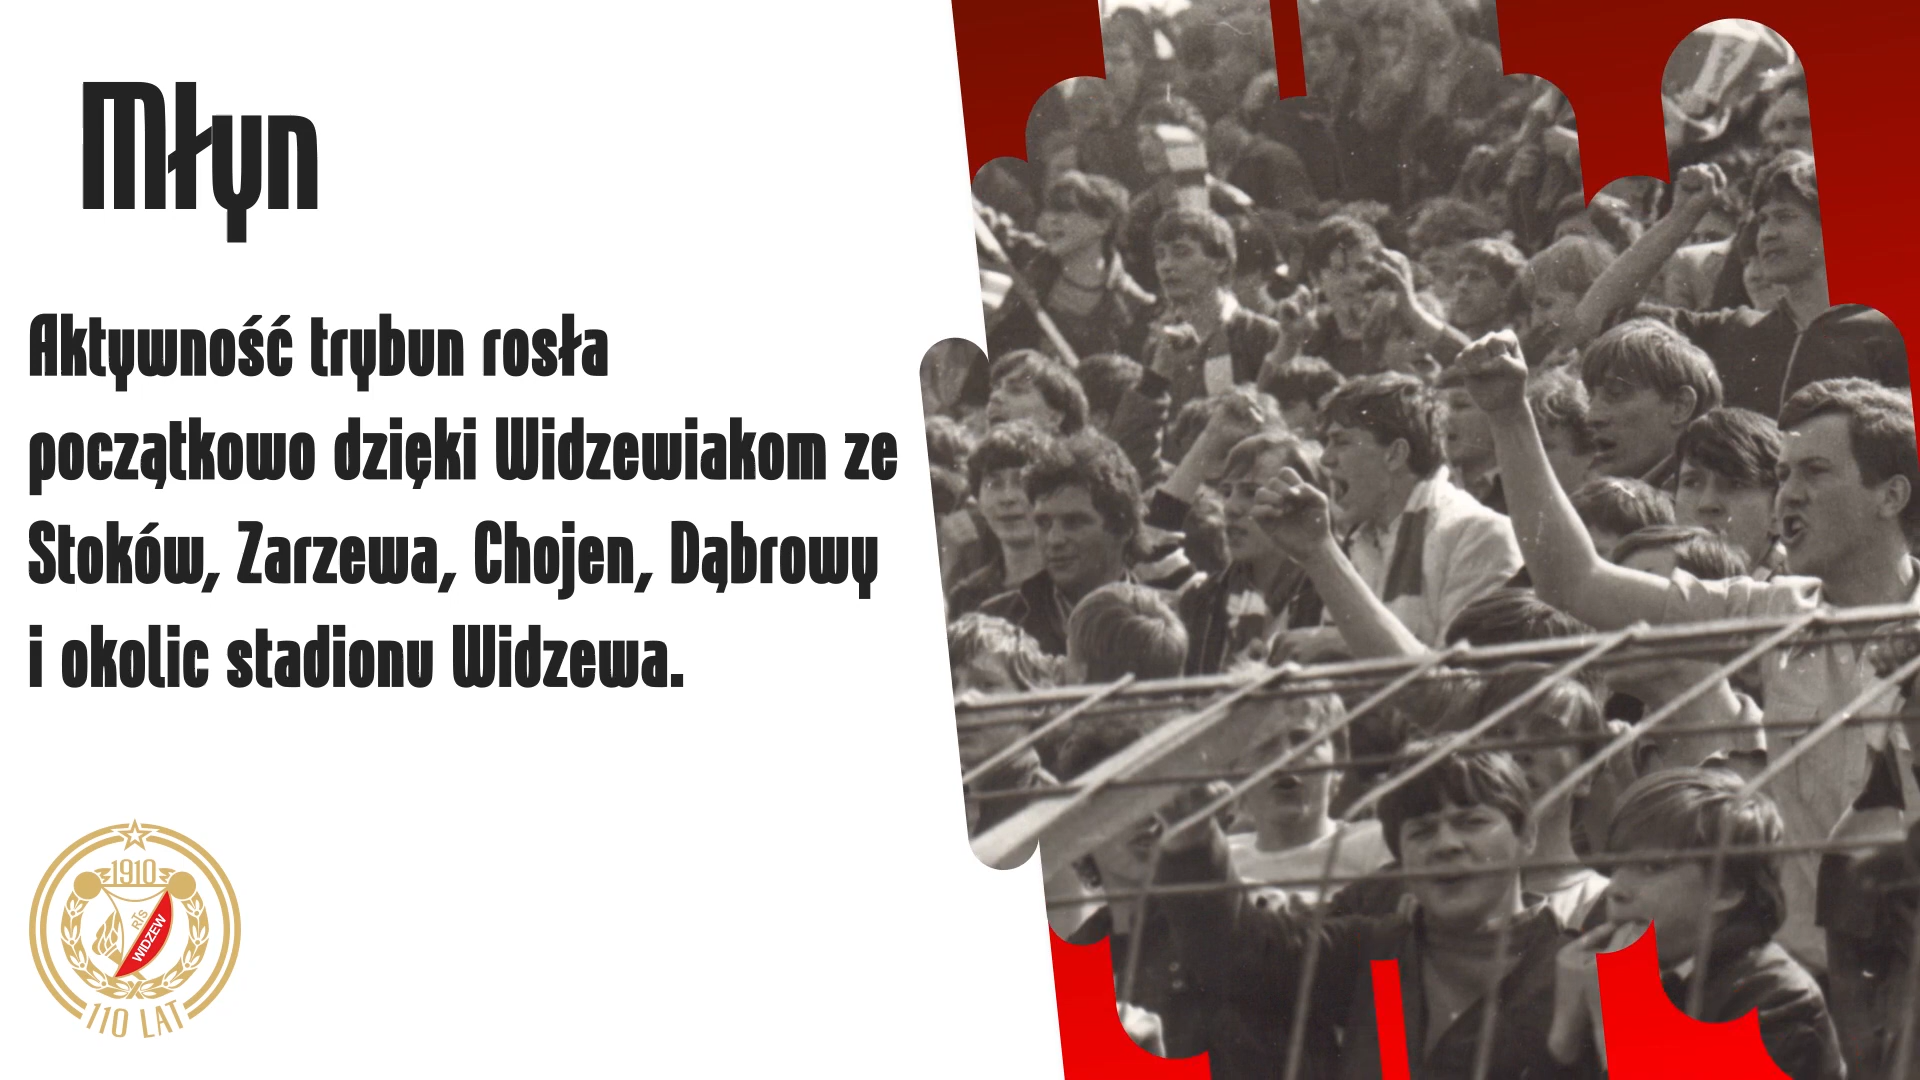 Młyn
Aktywność trybun rosła
początkowo dzięki Widzewiakom ze
Stoków, Zarzewa, Chojen, Dąbrowy
i okolic stadionu Widzewa.
1910
RTS
WIDZEW
110 LAT